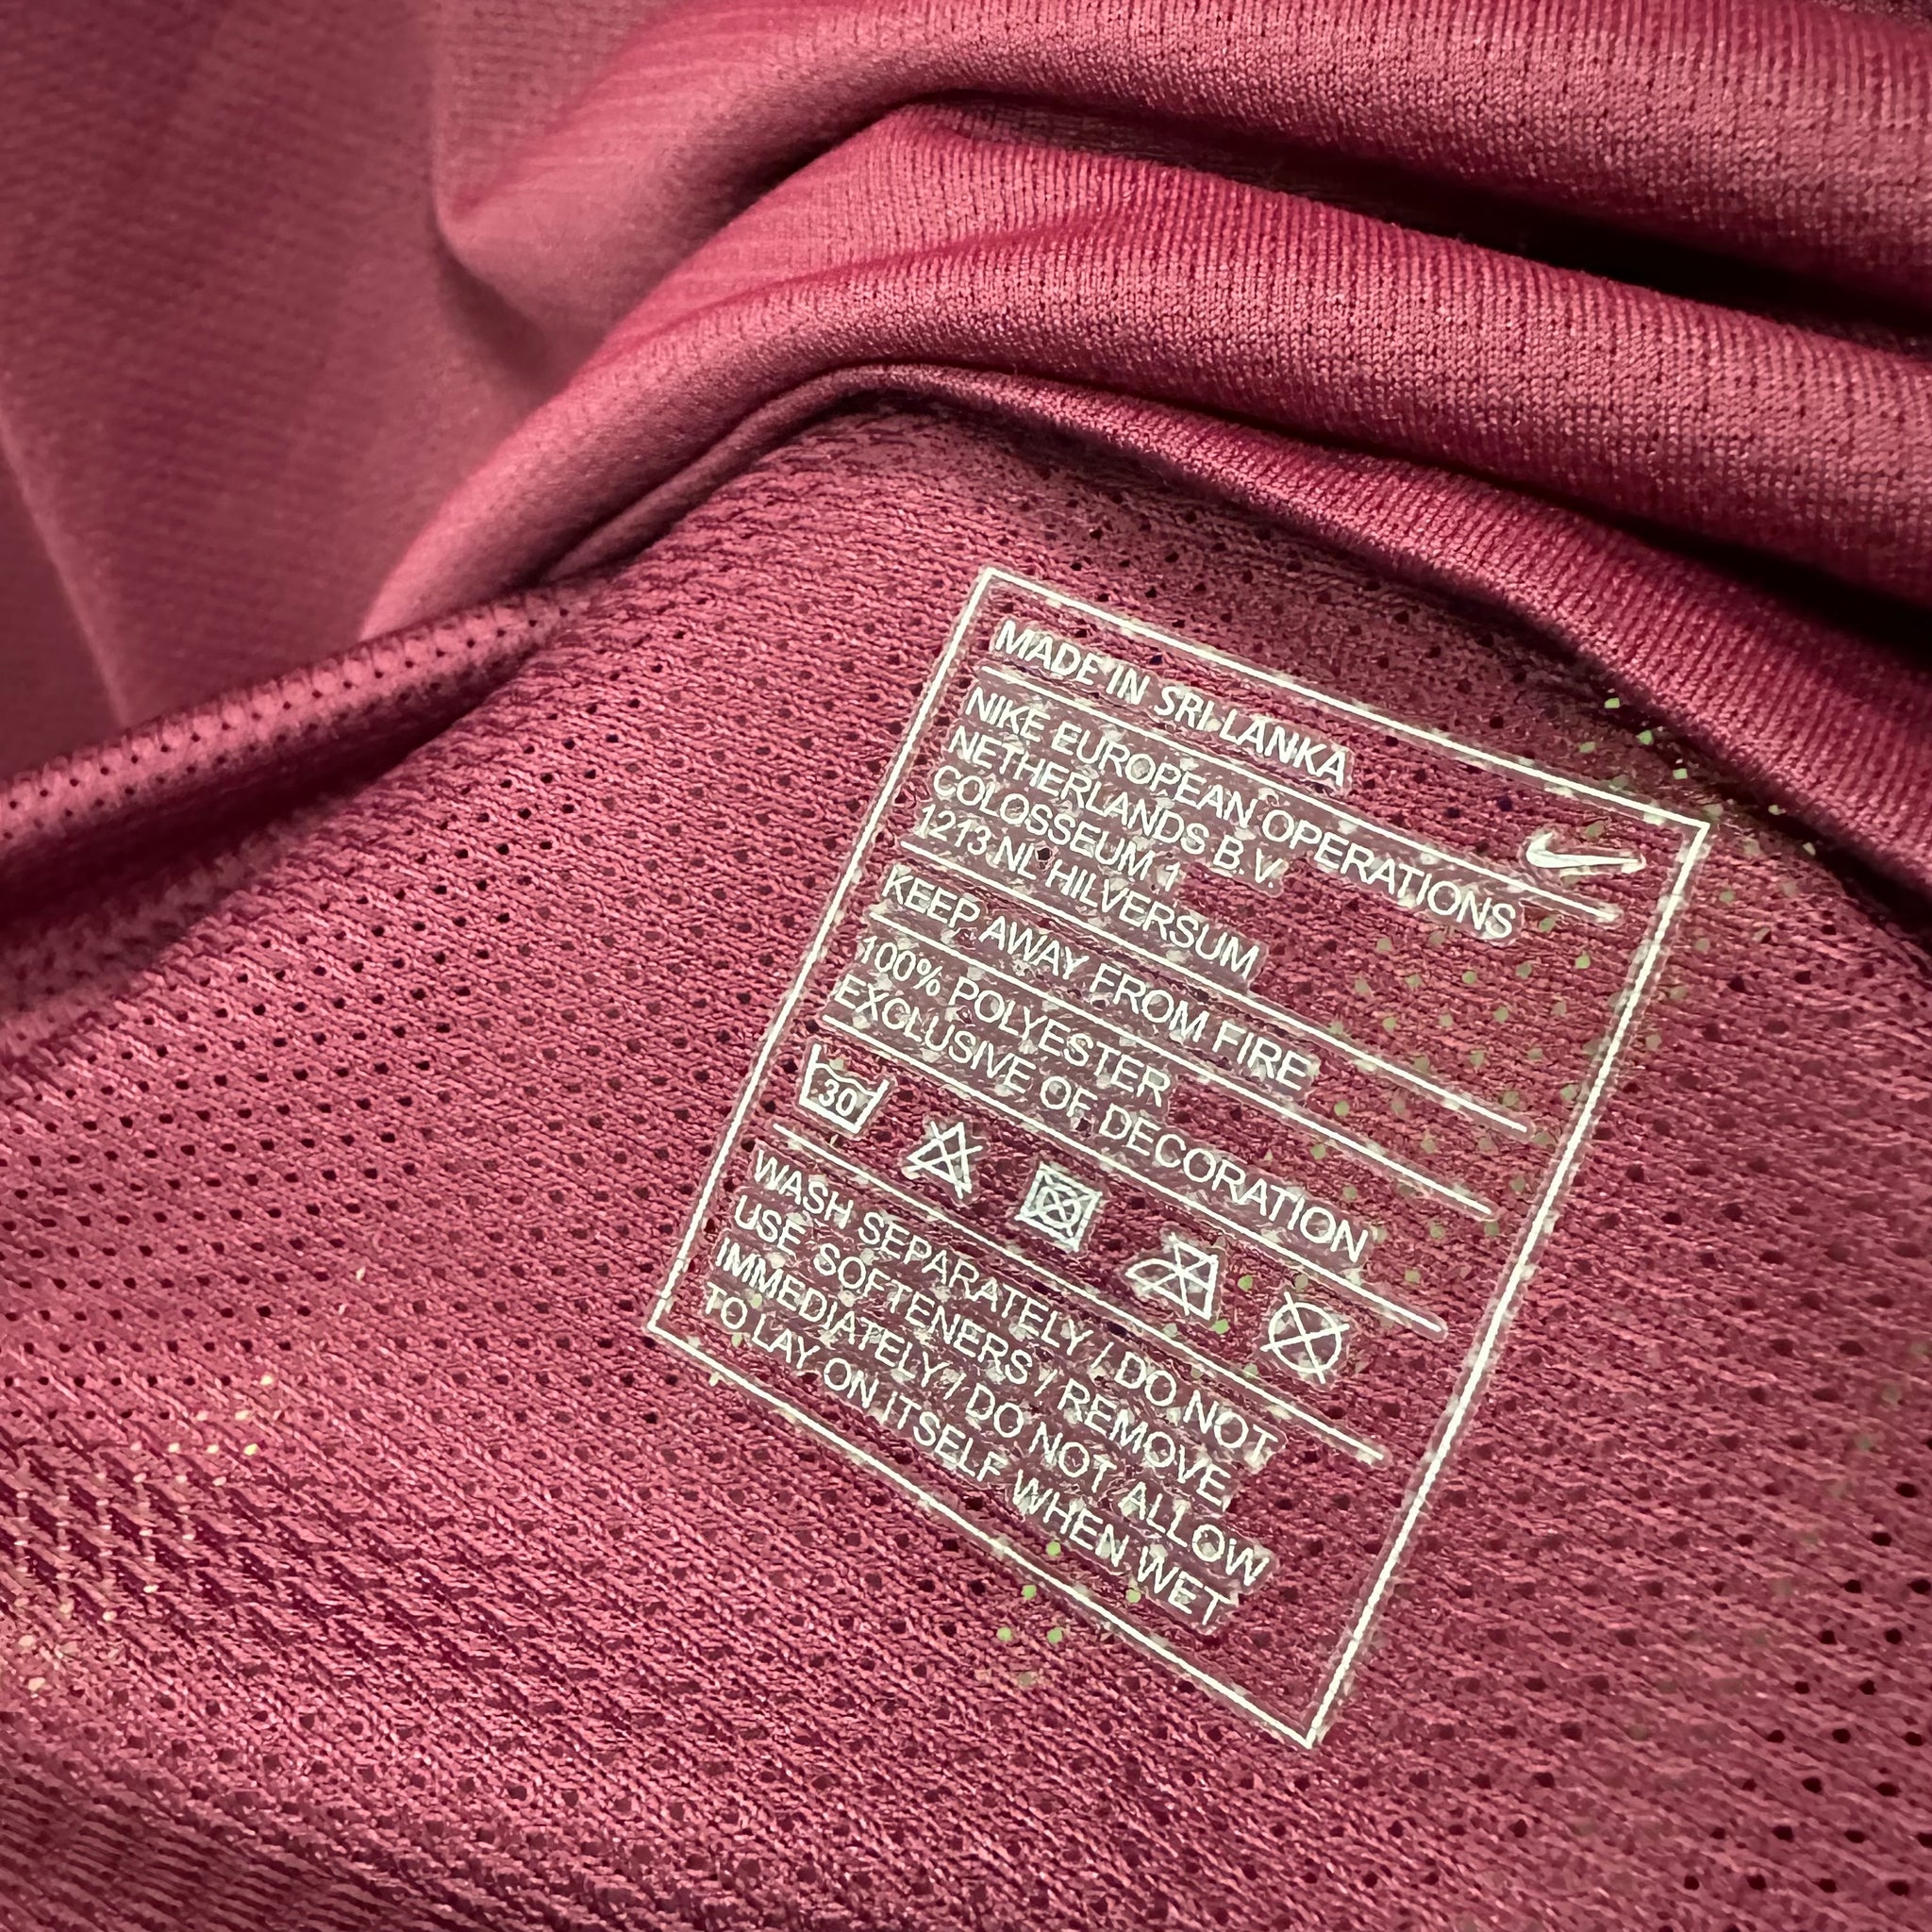 MADE IN SRI LANKA
NIKE EUROPEAN OPERATIONS
NETHERLANDS B.V.
COLOSSEUM 1
1213 NL HILVERSUM
KEEP AWAY FROM FIRE
100% POLYESTER
EXCLUSIVE OF DECORATION
30
WASH SEPARATELY / DO NOT
USE SOFTENERS / REMOVE
IMMEDIATELY / DO NOT ALLOW
TO LAY ON ITSELF WHEN WET